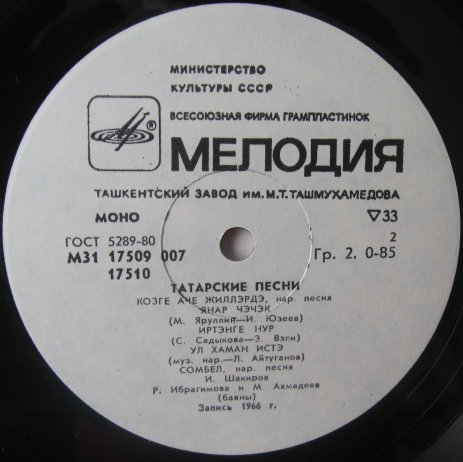 МИНИСТЕРСТВО
КУЛЬТУРЫ СССР
ВСЕСОЮЗНАЯ ФИРМА ГРАМПЛАСТИНОК
®
МЕЛОДИЯ
ТАШКЕНТСКИЙ ЗАВОД им. М.Т. ТАШМУХАМЕДОВА
МОНО ▽33
ГОСТ 5289-80 2
М31 17509 007 Гр. 2. 0-85
17510
ТАТАРСКИЕ ПЕСНИ
КОЗГЕ АЧЕ ЖИЛЛЭРДЭ, нар. песня
ЯНАР ЧЭЧЭК
(М. Яруллин—И. Юзеев)
ИРТЭНГЕ НУР
(С. Садыкова—З. Вэли)
УЛ ХАМАН ИСТЭ
(муз. нар.—Л. Айтуганов)
СОМБЕЛ, нар. песня
И. Шакиров
Р. Ибрагимова и М. Ахмадеев
(баяны)
Запись 1966 г.